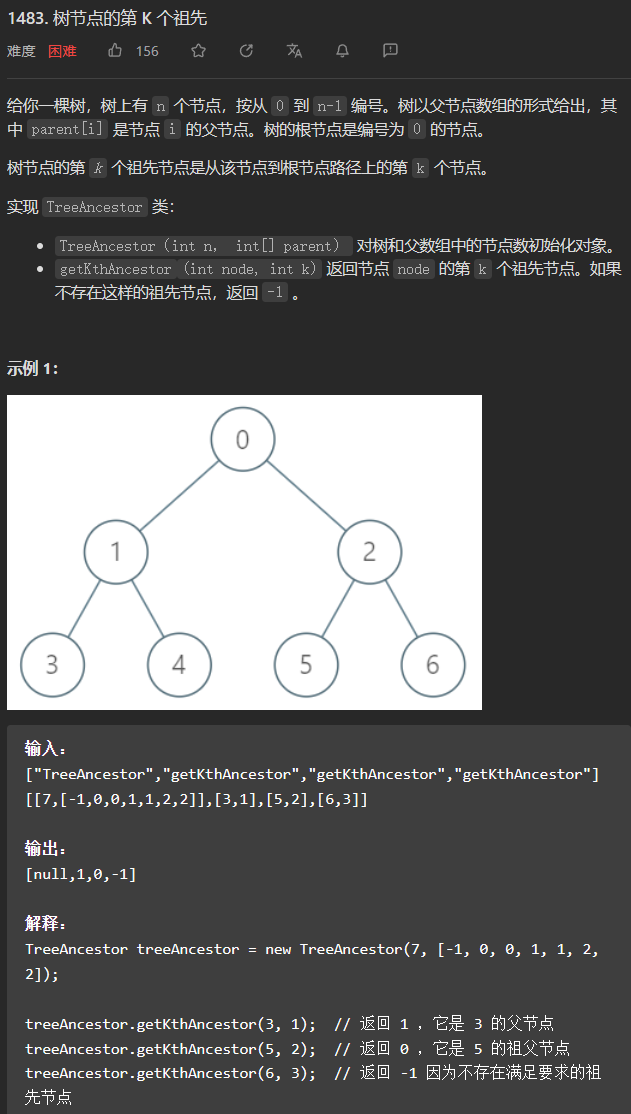 1483. 树节点的第 K 个祖先
难度 困难 156
给你一棵树，树上有 n 个节点，按从 0 到 n-1 编号。树以父节点数组的形式给出，其
中 parent[i] 是节点 i 的父节点。树的根节点是编号为 0 的节点。
树节点的第 k 个祖先节点是从该节点到根节点路径上的第 k 个节点。
实现 TreeAncestor 类：
TreeAncestor（int n， int[] parent） 对树和父数组中的节点数初始化对象。
getKthAncestor（int node, int k）返回节点 node 的第 k 个祖先节点。如果
不存在这样的祖先节点，返回 -1 。
示例 1：
0
1 2
3 4 5 6
输入：
["TreeAncestor","getKthAncestor","getKthAncestor","getKthAncestor"]
[[7,[-1,0,0,1,1,2,2]],[3,1],[5,2],[6,3]]
输出：
[null,1,0,-1]
解释：
TreeAncestor treeAncestor = new TreeAncestor(7, [-1, 0, 0, 1, 1, 2,
2]);
treeAncestor.getKthAncestor(3, 1); // 返回 1 ，它是 3 的父节点
treeAncestor.getKthAncestor(5, 2); // 返回 0 ，它是 5 的祖父节点
treeAncestor.getKthAncestor(6, 3); // 返回 -1 因为不存在满足要求的祖
先节点